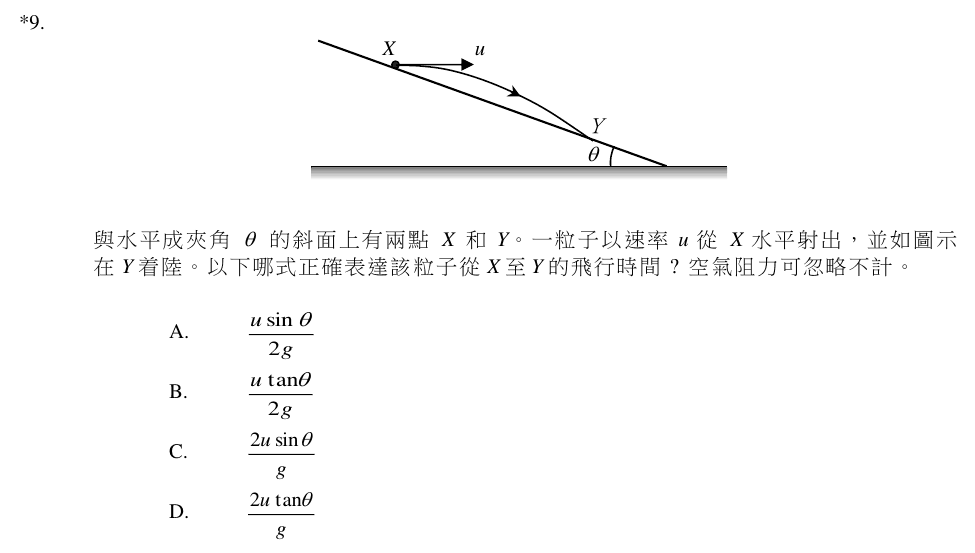 *9.
X
u
Y
θ
與水平成夾角 θ 的斜面上有兩點 X 和 Y。一粒子以速率 u 從 X 水平射出，並如圖示
在 Y 着陸。以下哪式正確表達該粒子從 X 至 Y 的飛行時間？空氣阻力可忽略不計。
A. u sin θ
2g
B. u tanθ
2g
C. 2u sin θ
g
D. 2u tanθ
g